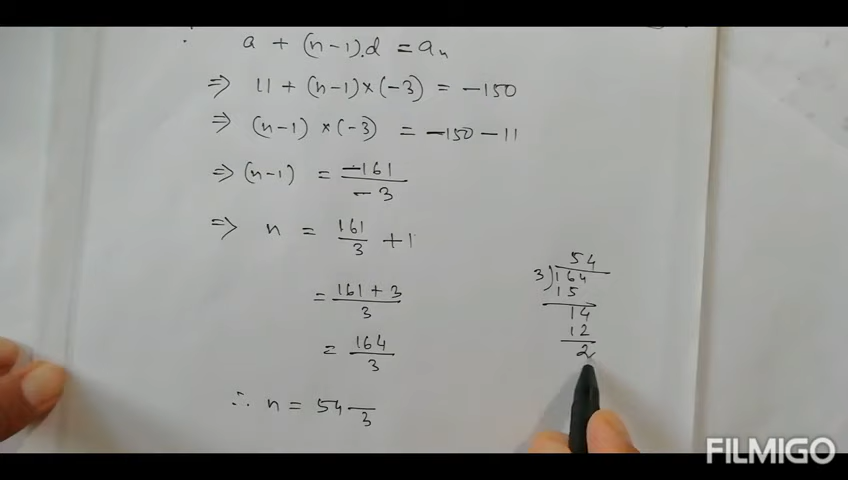 ∴ a + (n-1).d = aₙ
⇒ 11 + (n-1)×(-3) = -150
⇒ (n-1) ×(-3) = -150 - 11
⇒ (n-1) = -161/-3
⇒ n = 161/3 + 1
= 161 + 3/3
= 164/3
∴ n = 54 —/3
54
3)164
15
14
12
2
FILMIGO